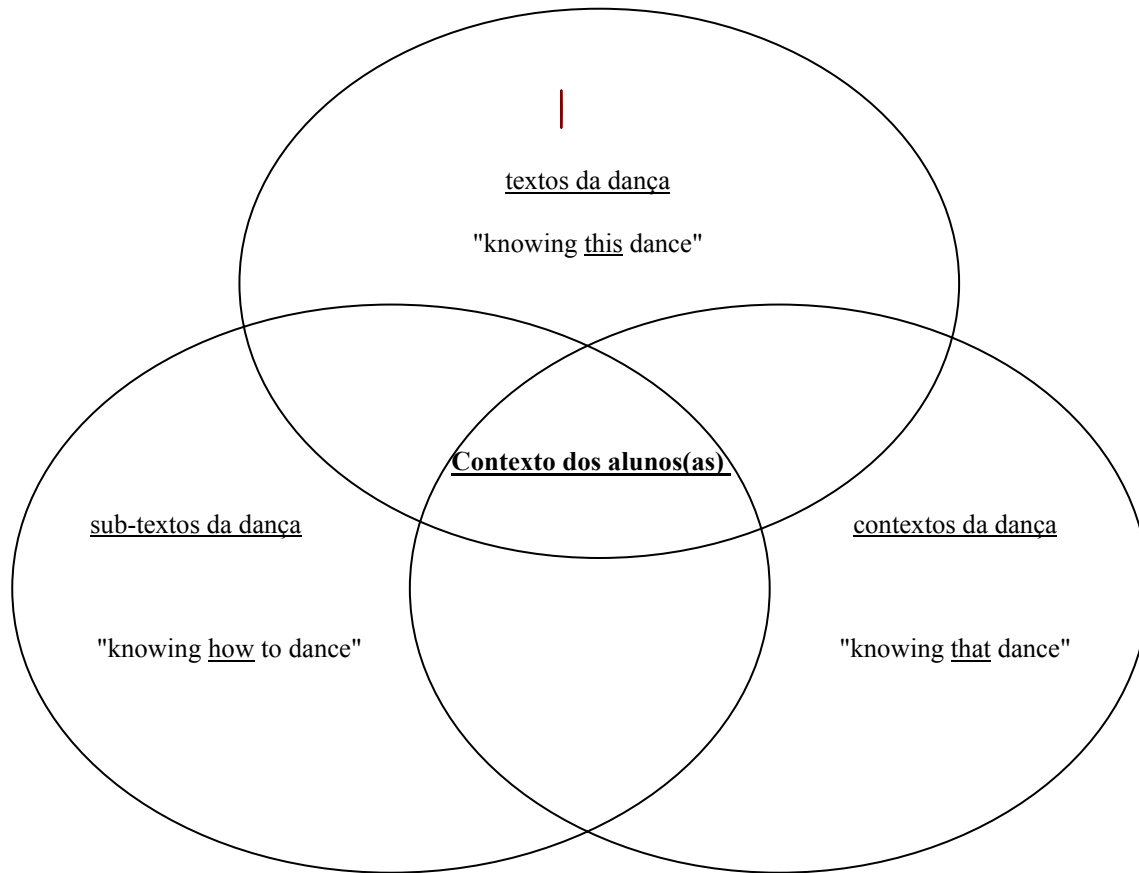 textos da dança
"knowing this dance"
Contexto dos alunos(as)
sub-textos da dança
contextos da dança
"knowing how to dance"
"knowing that dance"